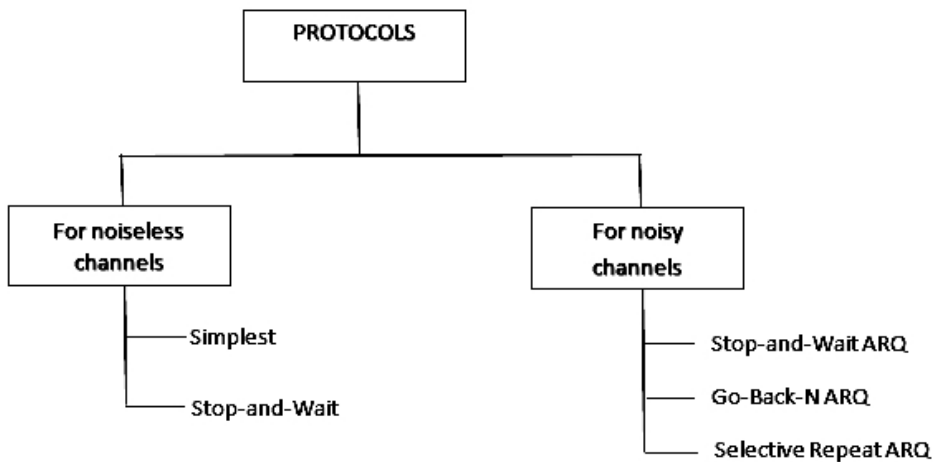 PROTOCOLS
For noiseless
channels
Simplest
Stop-and-Wait
For noisy
channels
Stop-and-Wait ARQ
Go-Back-N ARQ
Selective Repeat ARQ